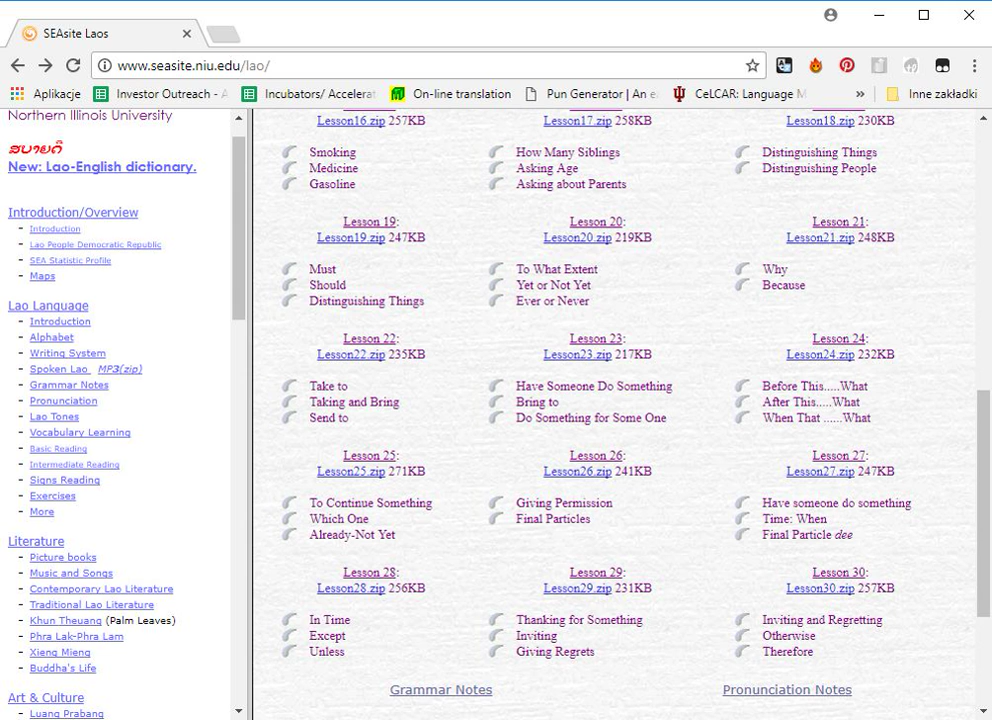 SEAsite Laos
www.seasite.niu.edu/lao/
Aplikacje
Investor Outreach - A
Incubators/ Accelerat
On-line translation
Pun Generator | An e
CeLCAR: Language M
»
Inne zakładki
Northern Illinois University
ສບາຍດີ
New: Lao-English dictionary.
Introduction/Overview
- Introduction
- Lao People Democratic Republic
- SEA Statistic Profile
- Maps
Lao Language
- Introduction
- Alphabet
- Writing System
- Spoken Lao MP3(zip)
- Grammar Notes
- Pronunciation
- Lao Tones
- Vocabulary Learning
- Basic Reading
- Intermediate Reading
- Signs Reading
- Exercises
- More
Literature
- Picture books
- Music and Songs
- Contemporary Lao Literature
- Traditional Lao Literature
- Khun Theuang (Palm Leaves)
- Phra Lak-Phra Lam
- Xieng Mieng
- Buddha's Life
Art & Culture
- Luang Prabang
Lesson16.zip 257KB
Smoking
Medicine
Gasoline
Lesson17.zip 258KB
How Many Siblings
Asking Age
Asking about Parents
Lesson18.zip 230KB
Distinguishing Things
Distinguishing People
Lesson 19:
Lesson19.zip 247KB
Must
Should
Distinguishing Things
Lesson 20:
Lesson20.zip 219KB
To What Extent
Yet or Not Yet
Ever or Never
Lesson 21:
Lesson21.zip 248KB
Why
Because
Lesson 22:
Lesson22.zip 235KB
Take to
Taking and Bring
Send to
Lesson 23:
Lesson23.zip 217KB
Have Someone Do Something
Bring to
Do Something for Some One
Lesson 24:
Lesson24.zip 232KB
Before This.....What
After This.....What
When That ......What
Lesson 25:
Lesson25.zip 271KB
To Continue Something
Which One
Already-Not Yet
Lesson 26:
Lesson26.zip 241KB
Giving Permission
Final Particles
Lesson 27:
Lesson27.zip 247KB
Have someone do something
Time: When
Final Particle dee
Lesson 28:
Lesson28.zip 256KB
In Time
Except
Unless
Lesson 29:
Lesson29.zip 231KB
Thanking for Something
Inviting
Giving Regrets
Lesson 30:
Lesson30.zip 257KB
Inviting and Regretting
Otherwise
Therefore
Grammar Notes
Pronunciation Notes